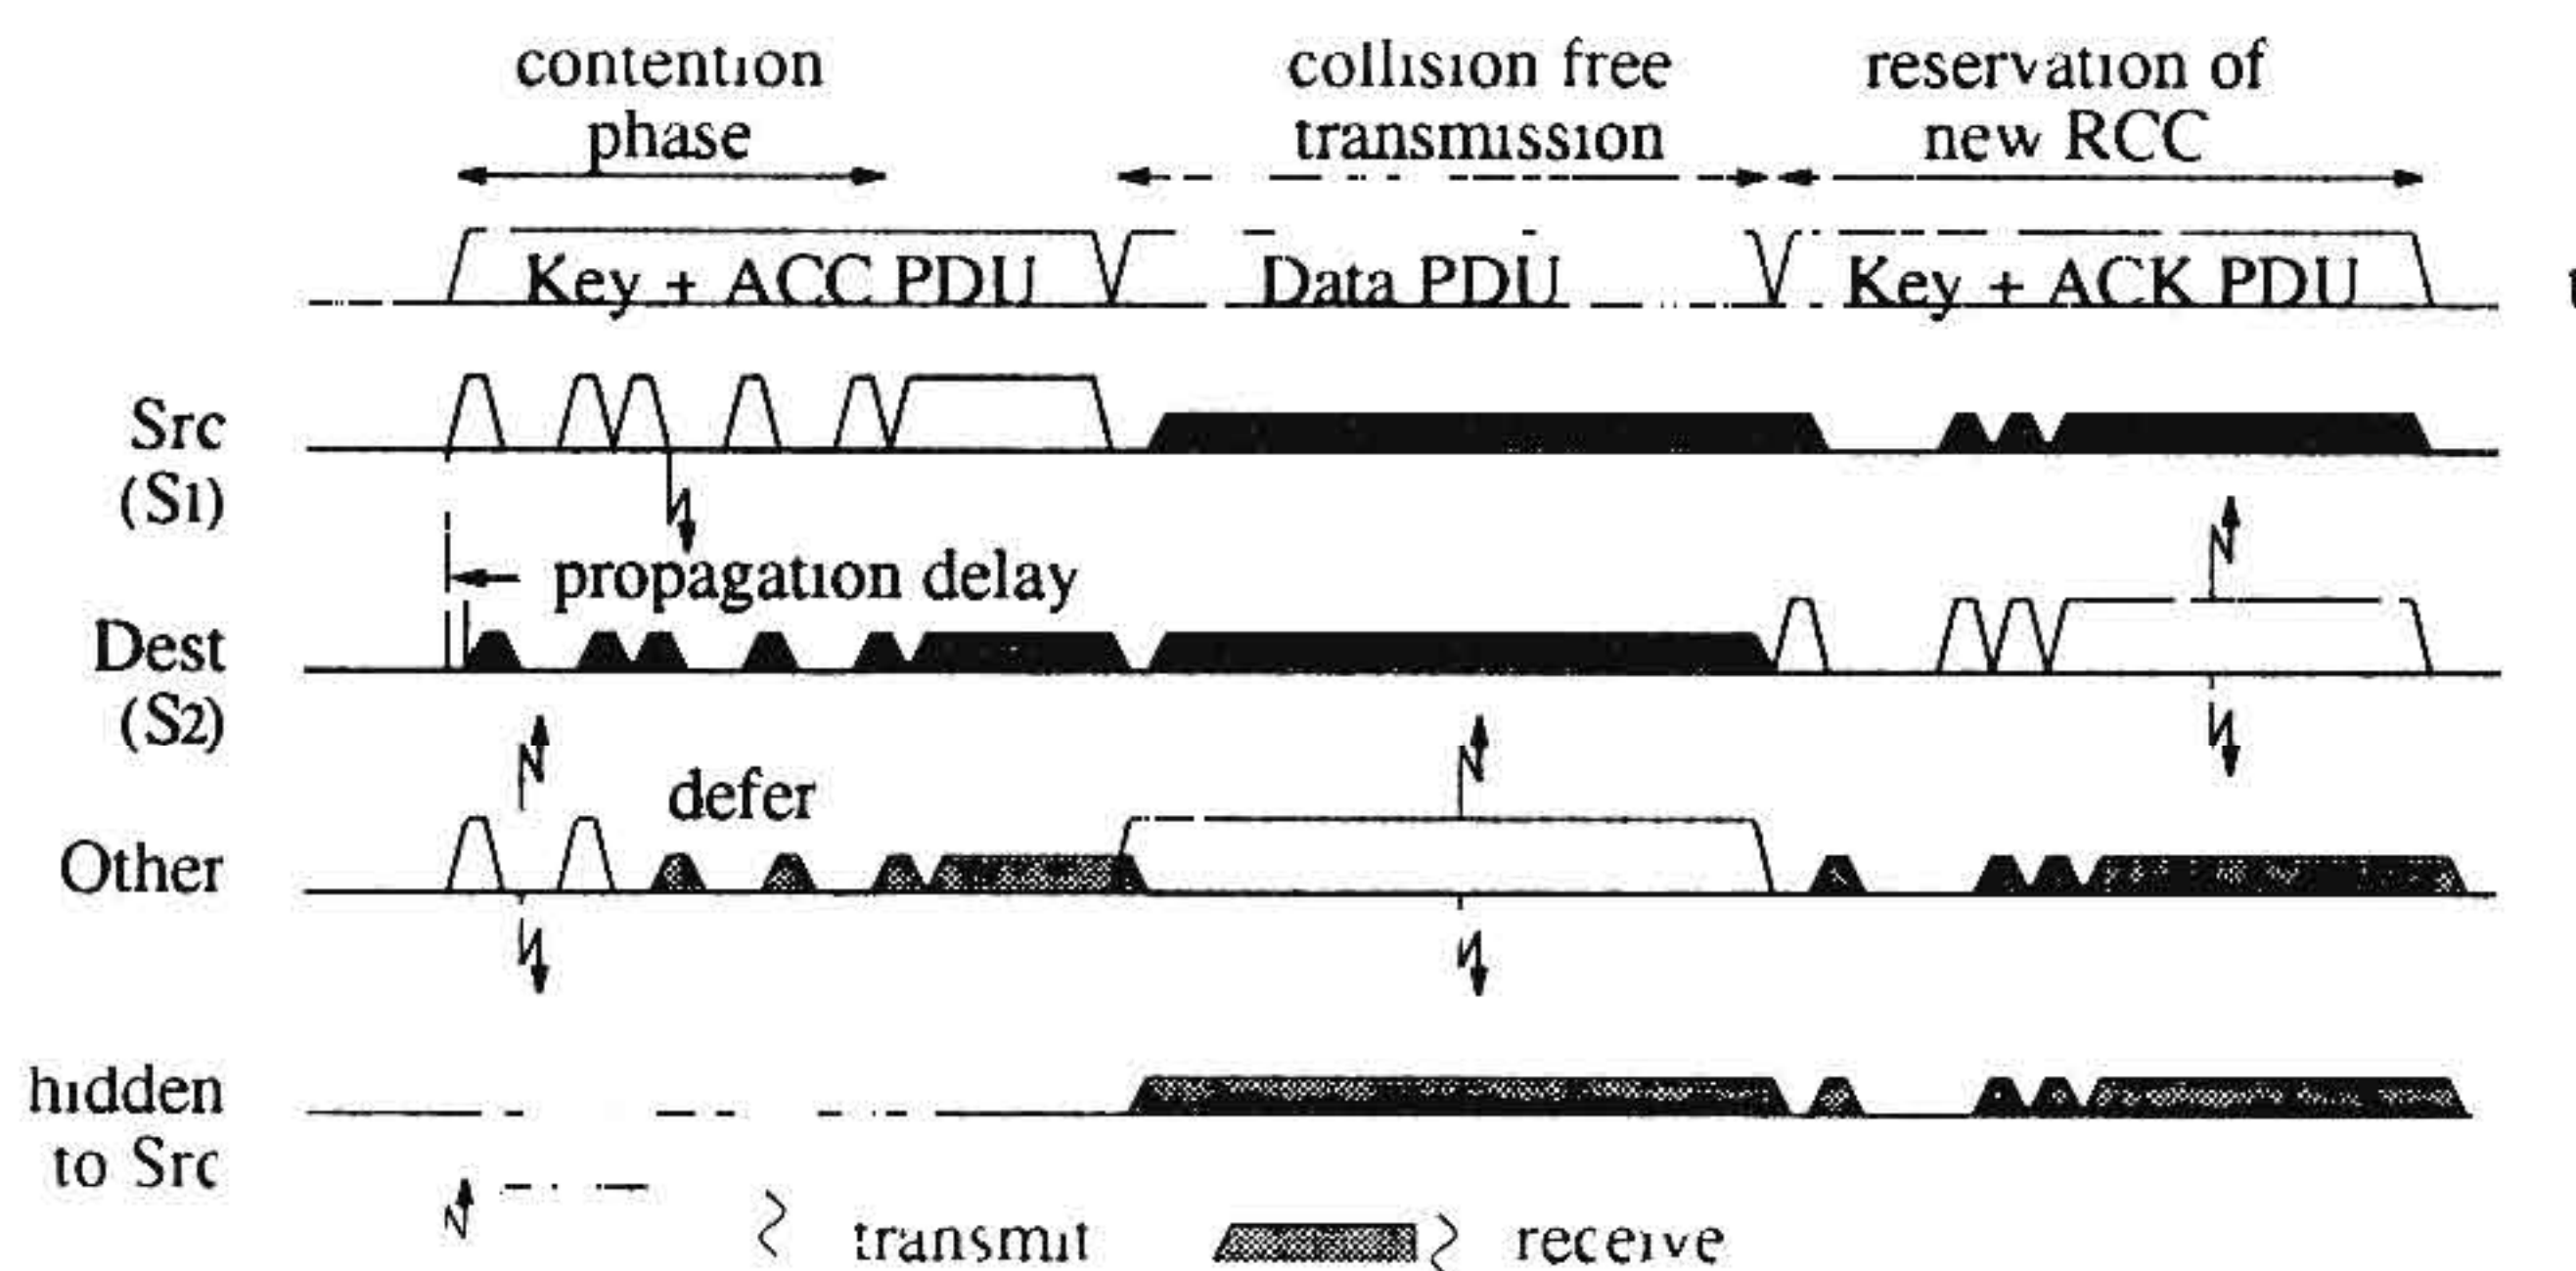 contention
phase
collision free
transmission
reservation of
new RCC
Key + ACC PDU
Data PDU
Key + ACK PDU
t
Src
(S1)
propagation delay
Dest
(S2)
defer
Other
hidden
to Src
transmit
receive